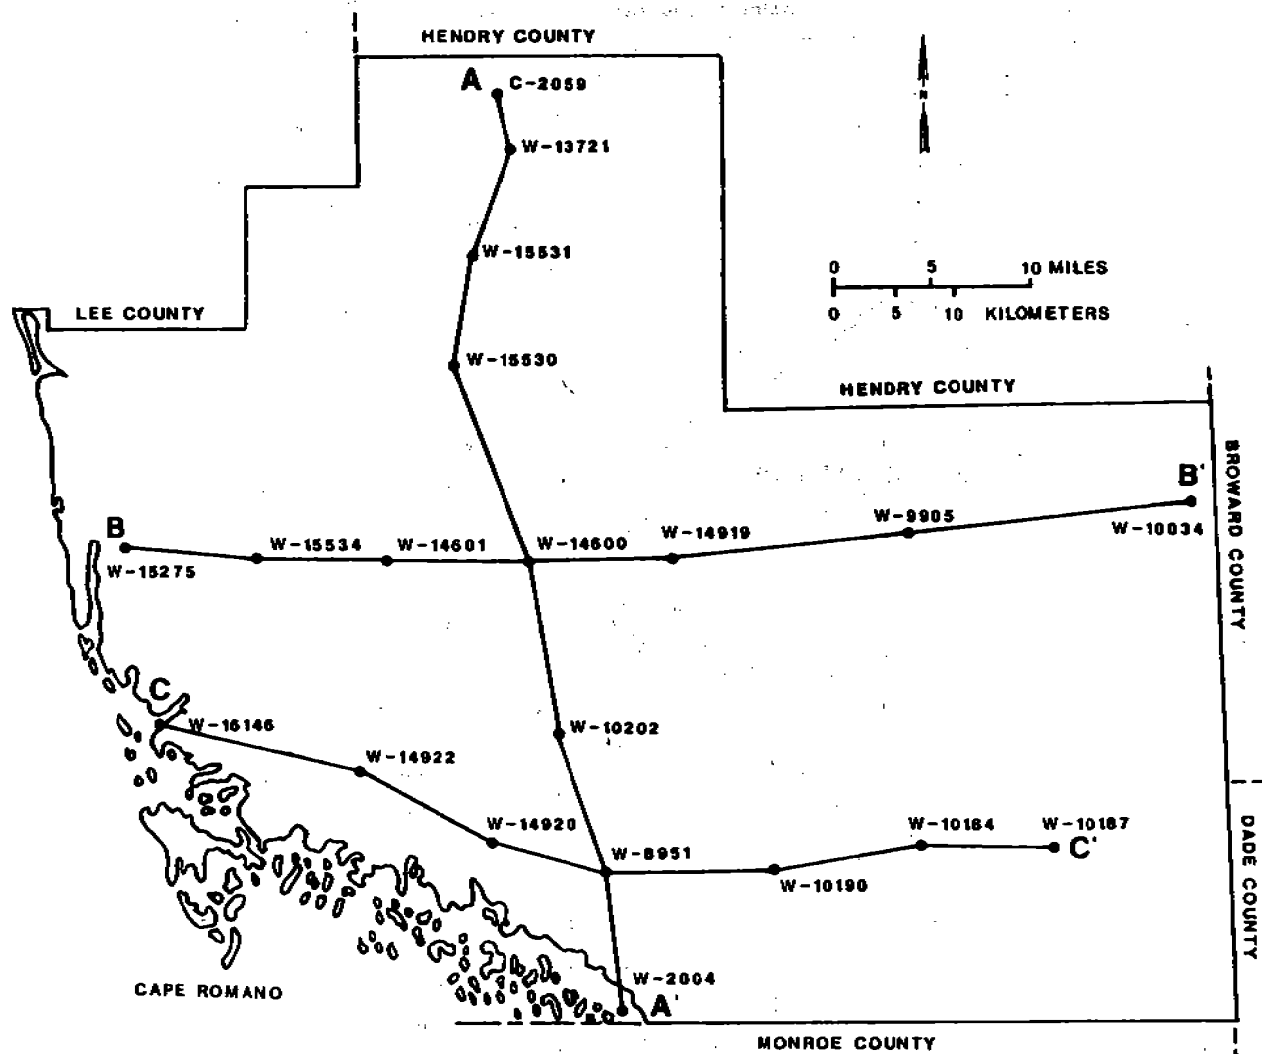 HENDRY COUNTY
A
C-2059
N
W-13721
W-15531
0 5 10 MILES
0 5 10 KILOMETERS
LEE COUNTY
W-15530
HENDRY COUNTY
BROWARD COUNTY
B'
B
W-15534
W-14601
W-14600
W-14919
W-9905
W-10034
W-15275
C
W-16146
W-14922
W-10202
W-14920
W-8951
W-10184
W-10187
C'
W-10190
DADE COUNTY
W-2004
A'
CAPE ROMANO
MONROE COUNTY